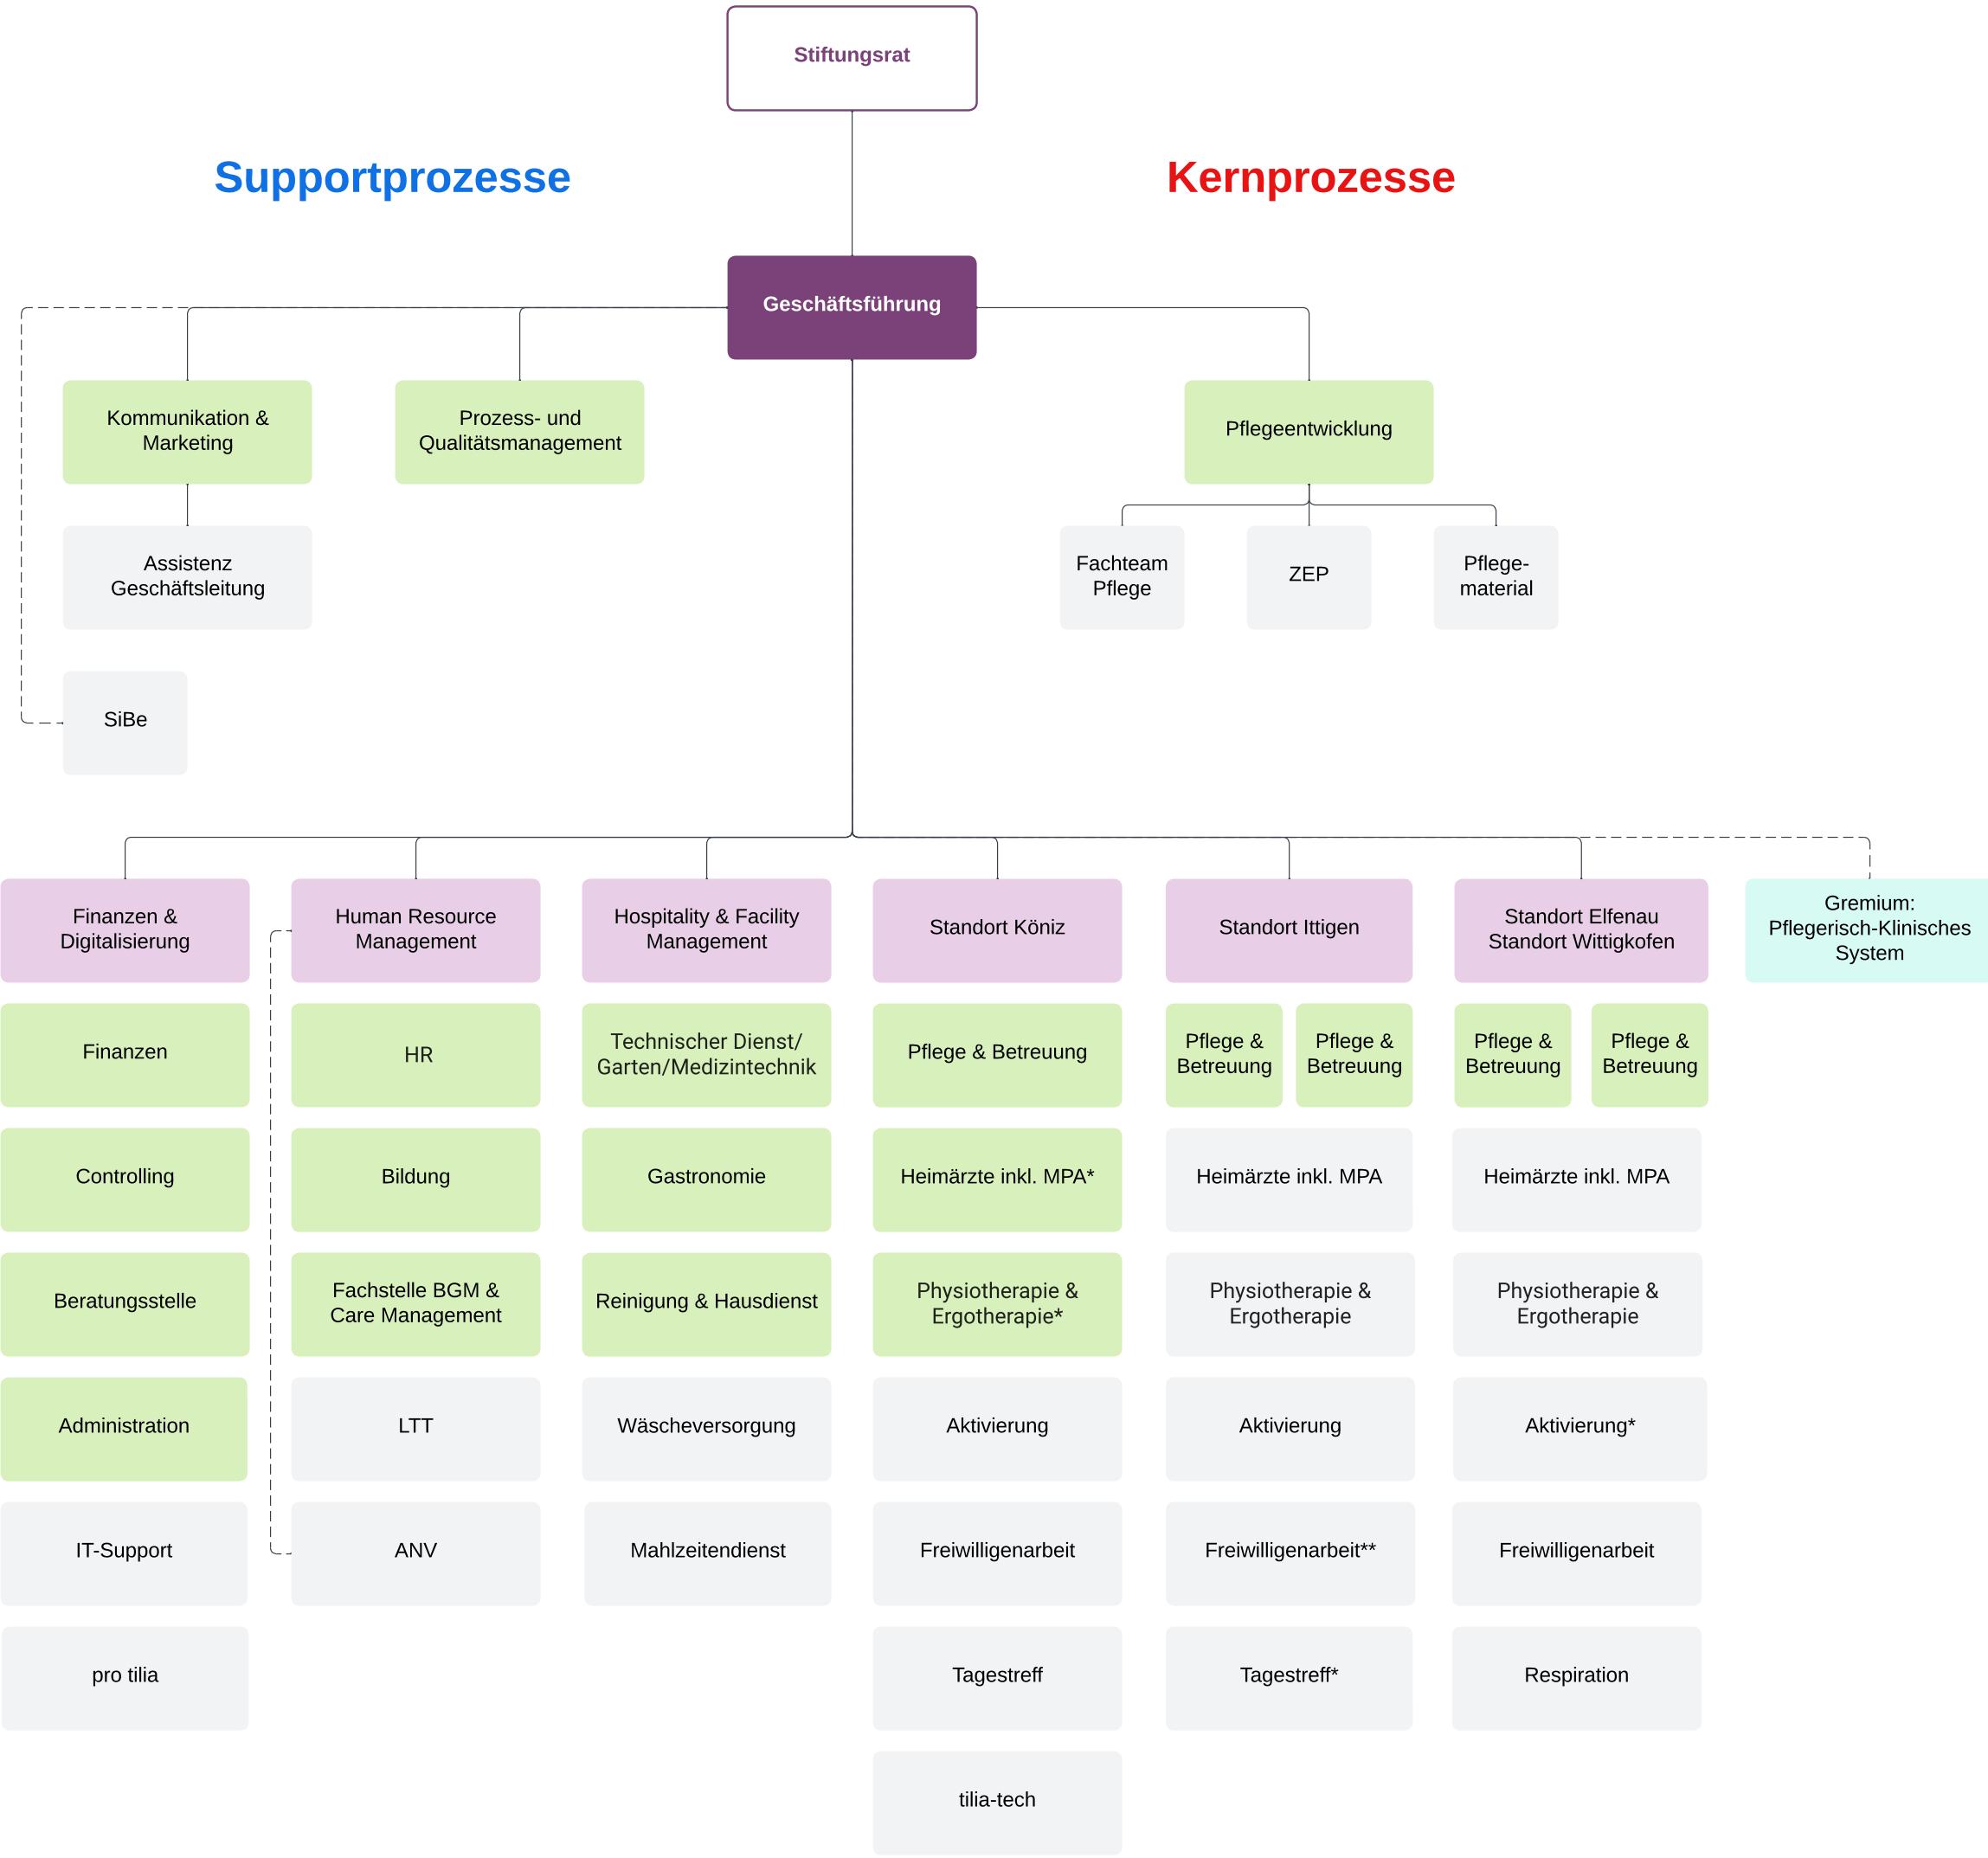 Stiftungsrat
Supportprozesse
Kernprozesse
Geschäftsführung
Kommunikation &
Marketing
Prozess- und
Qualitätsmanagement
Pflegeentwicklung
Assistenz
Geschäftsleitung
Fachteam
Pflege
ZEP
Pflege-
material
SiBe
Finanzen &
Digitalisierung
Human Resource
Management
Hospitality & Facility
Management
Standort Köniz
Standort Ittigen
Standort Elfenau
Standort Wittigkofen
Gremium:
Pflegerisch-Klinisches
System
Finanzen
HR
Technischer Dienst/
Garten/Medizintechnik
Pflege & Betreuung
Pflege &
Betreuung
Pflege &
Betreuung
Pflege &
Betreuung
Pflege &
Betreuung
Controlling
Bildung
Gastronomie
Heimärzte inkl. MPA*
Heimärzte inkl. MPA
Heimärzte inkl. MPA
Beratungsstelle
Fachstelle BGM &
Care Management
Reinigung & Hausdienst
Physiotherapie &
Ergotherapie*
Physiotherapie &
Ergotherapie
Physiotherapie &
Ergotherapie
Administration
LTT
Wäscheversorgung
Aktivierung
Aktivierung
Aktivierung*
IT-Support
ANV
Mahlzeitendienst
Freiwilligenarbeit
Freiwilligenarbeit**
Freiwilligenarbeit
pro tilia
Tagestreff
Tagestreff*
Respiration
tilia-tech